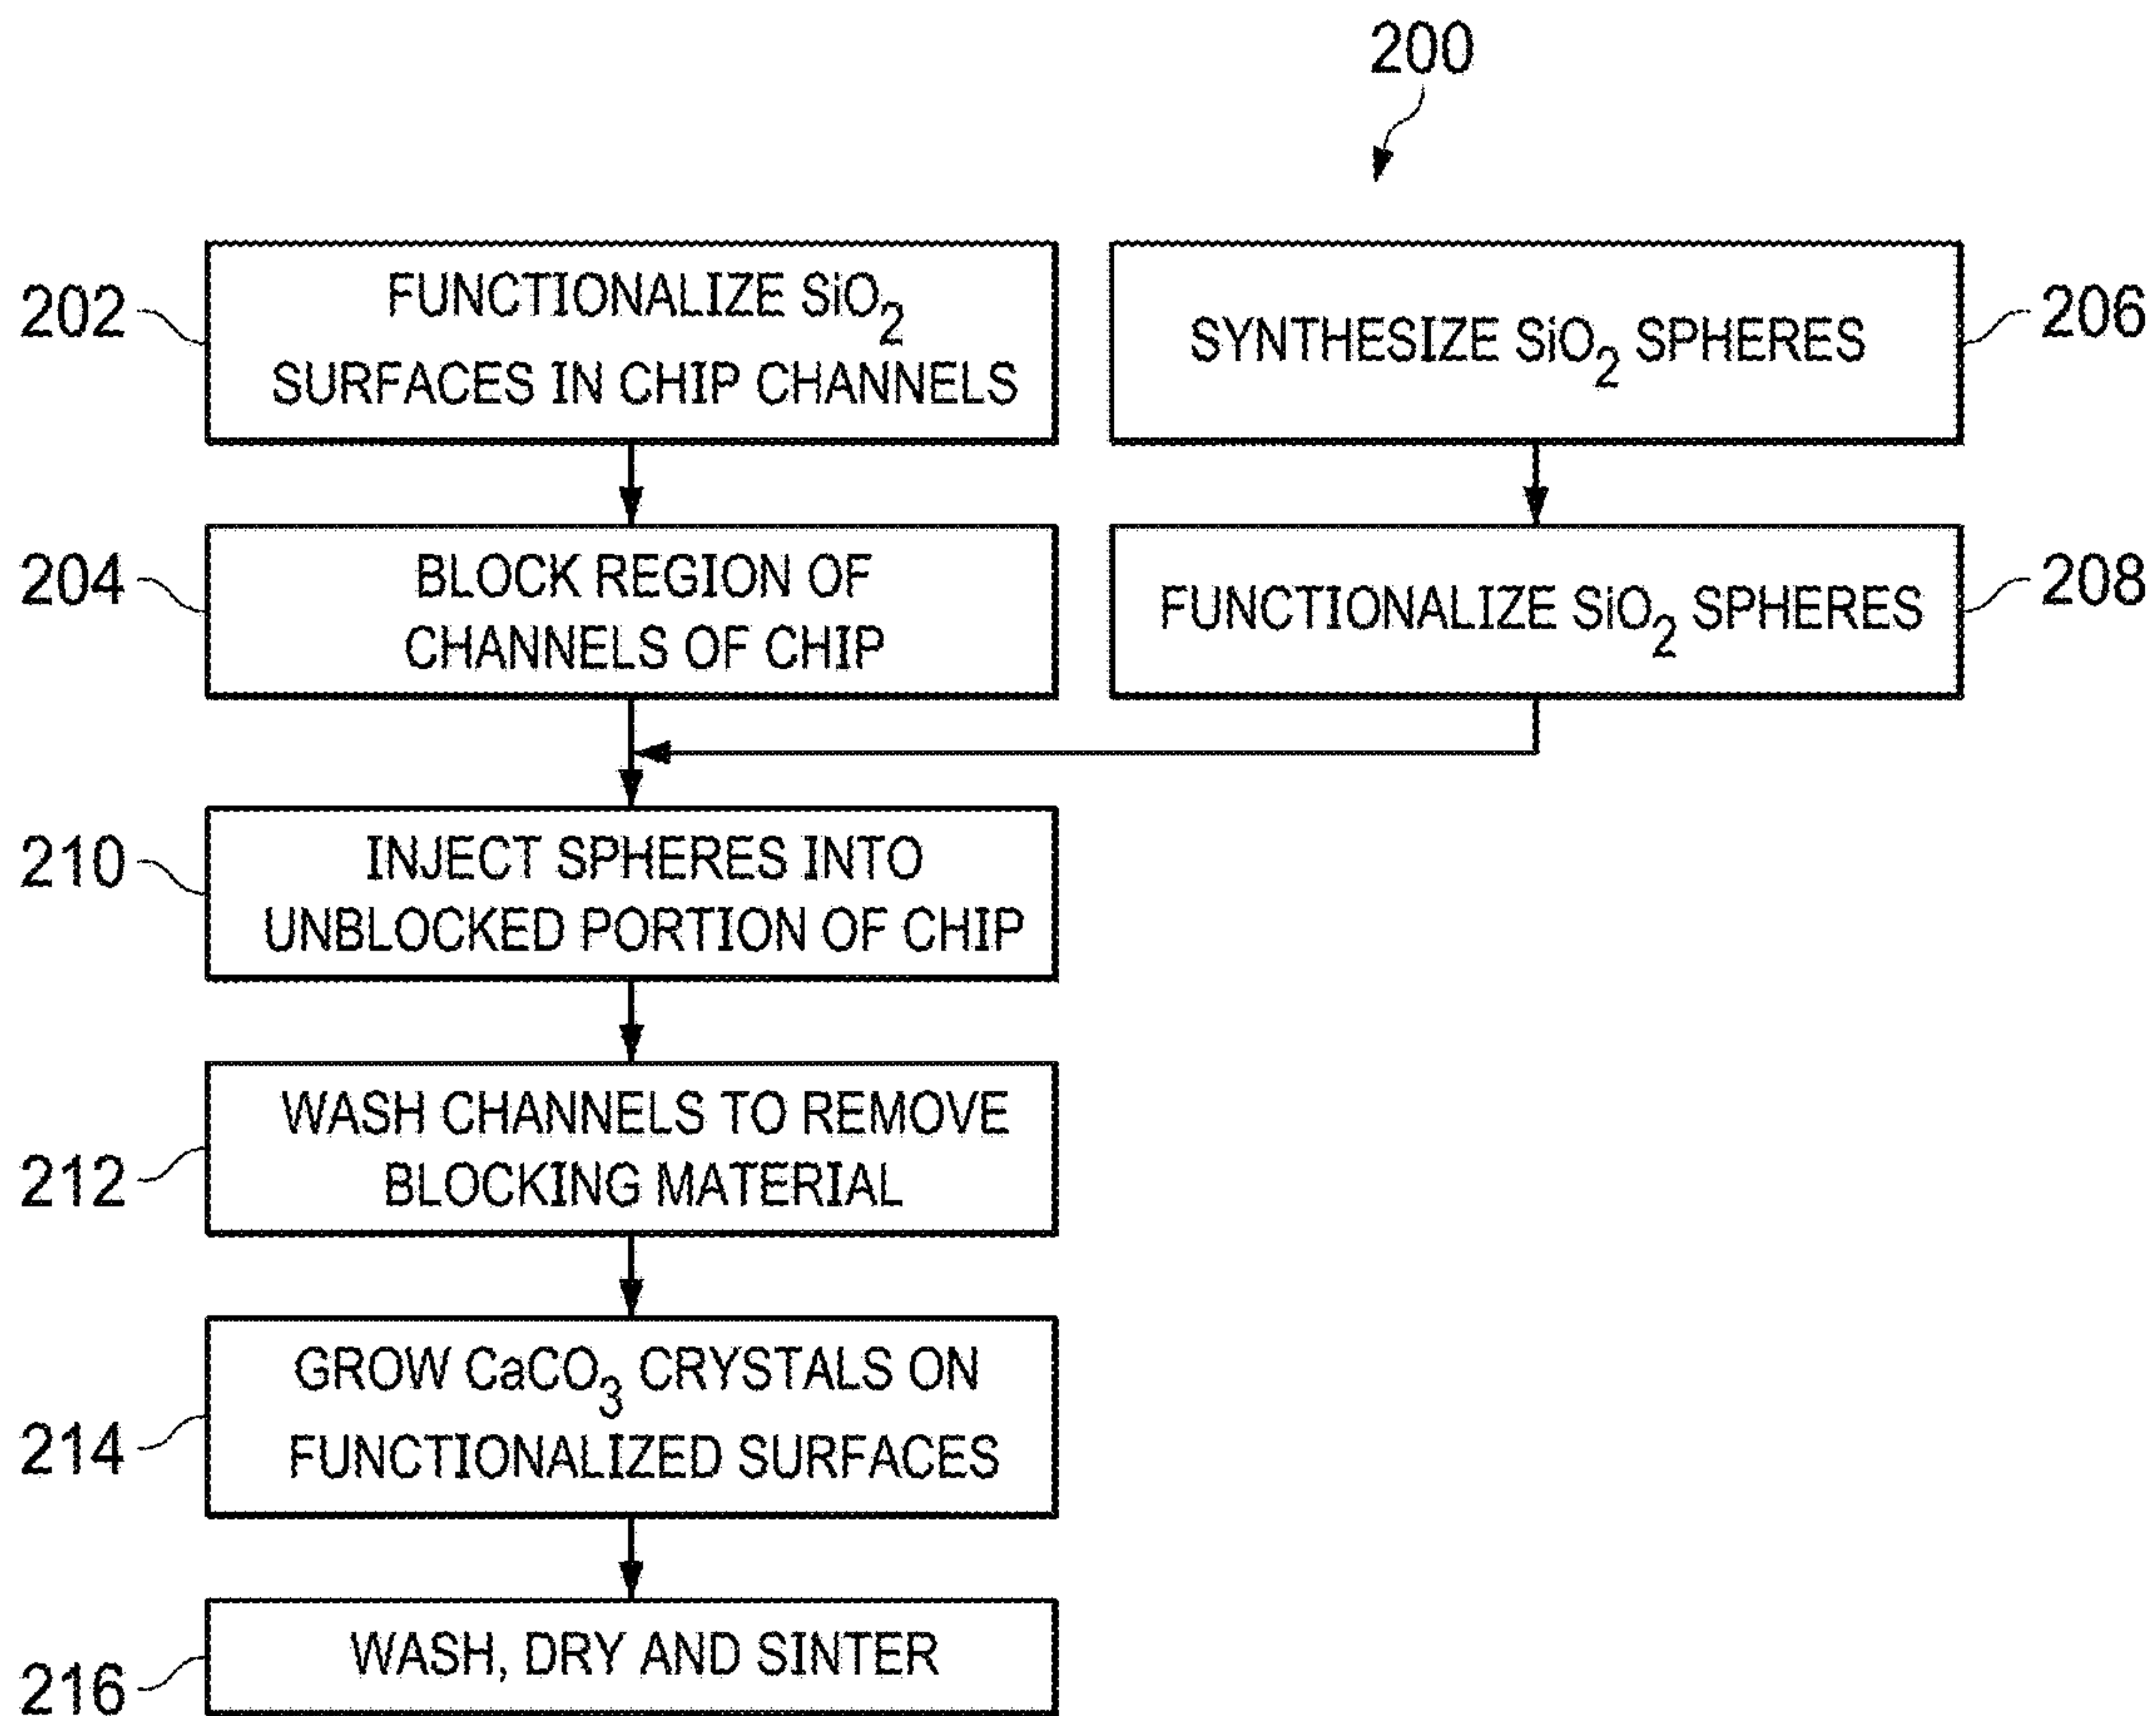 200
202
FUNCTIONALIZE SiO₂
SURFACES IN CHIP CHANNELS
SYNTHESIZE SiO₂ SPHERES
206
204
BLOCK REGION OF
CHANNELS OF CHIP
FUNCTIONALIZE SiO₂ SPHERES
208
210
INJECT SPHERES INTO
UNBLOCKED PORTION OF CHIP
212
WASH CHANNELS TO REMOVE
BLOCKING MATERIAL
214
GROW CaCO₃ CRYSTALS ON
FUNCTIONALIZED SURFACES
216
WASH, DRY AND SINTER